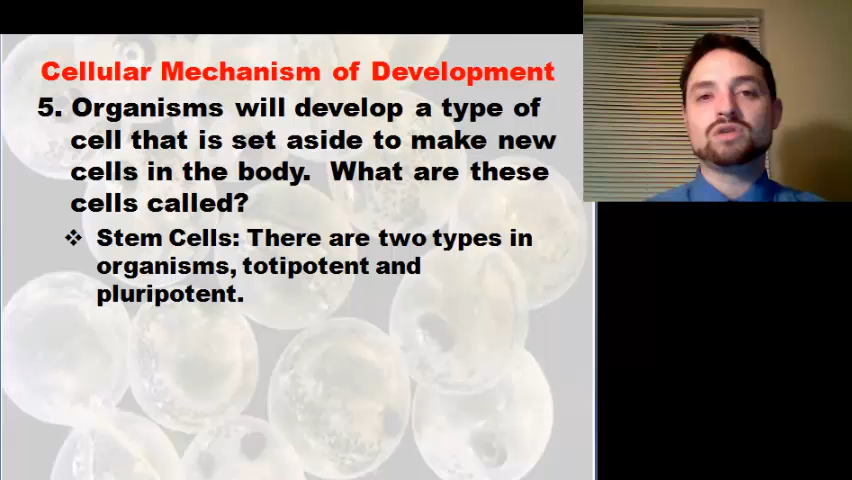 Cellular Mechanism of Development
5. Organisms will develop a type of
cell that is set aside to make new
cells in the body. What are these
cells called?
❖ Stem Cells: There are two types in
organisms, totipotent and
pluripotent.